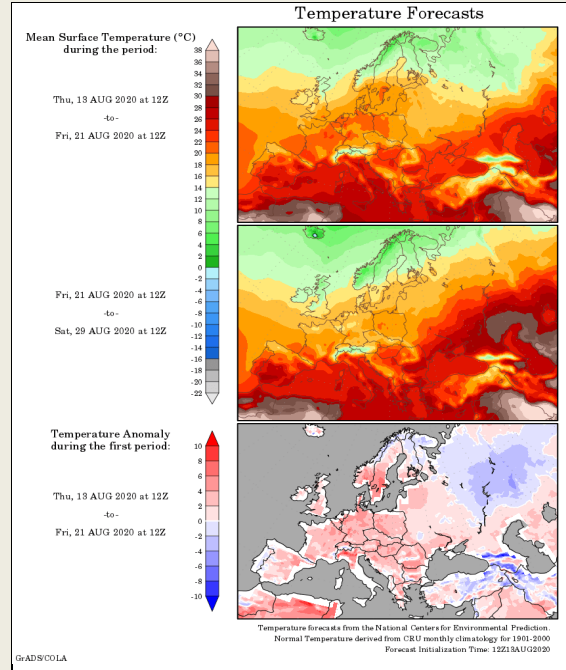 Temperature Forecasts
Mean Surface Temperature (°C)
during the period:
Thu, 13 AUG 2020 at 12Z
-to-
Fri, 21 AUG 2020 at 12Z
38
36
34
32
30
28
26
24
22
20
18
16
14
12
10
8
6
4
2
0
-2
-4
-6
-8
-10
-12
-14
-16
-18
-20
-22
Fri, 21 AUG 2020 at 12Z
-to-
Sat, 29 AUG 2020 at 12Z
Temperature Anomaly
during the first period:
Thu, 13 AUG 2020 at 12Z
-to-
Fri, 21 AUG 2020 at 12Z
10
8
6
4
2
0
-2
-4
-6
-8
-10
Temperature forecasts from the National Centers for Environmental Prediction.
Normal Temperature derived from CRU monthly climatology for 1901-2000
Forecast Initialization Time: 12Z13AUG2020
GrADS/COLA